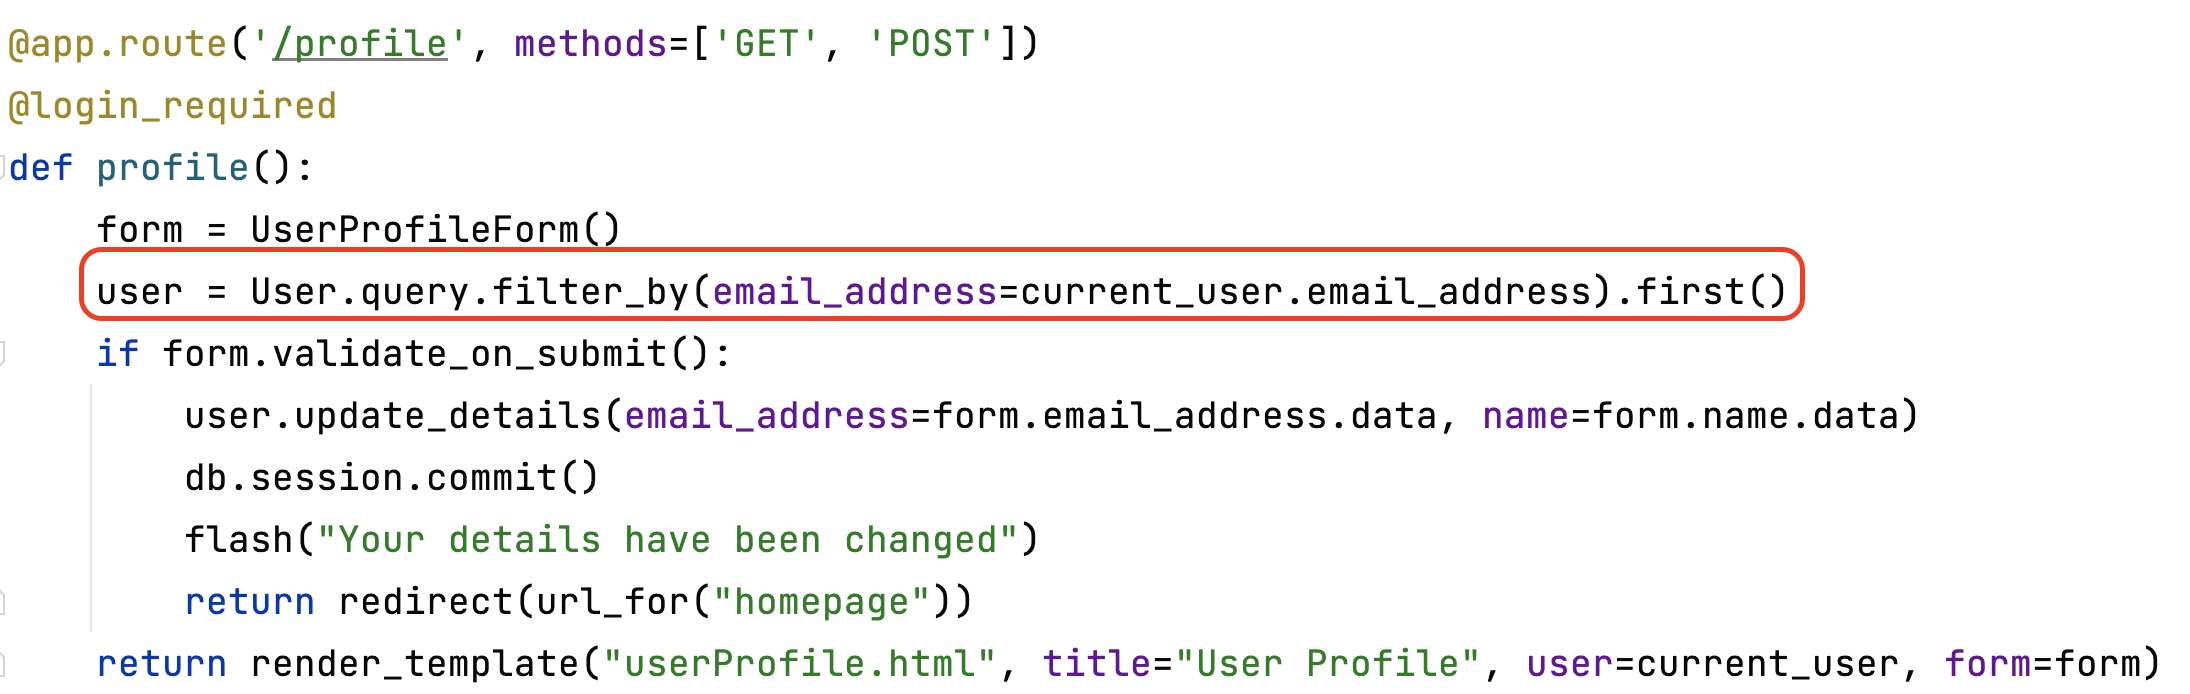 @app.route('/profile', methods=['GET', 'POST'])
@login_required
def profile():
    form = UserProfileForm()
    user = User.query.filter_by(email_address=current_user.email_address).first()
    if form.validate_on_submit():
        user.update_details(email_address=form.email_address.data, name=form.name.data)
        db.session.commit()
        flash("Your details have been changed")
        return redirect(url_for("homepage"))
    return render_template("userProfile.html", title="User Profile", user=current_user, form=form)